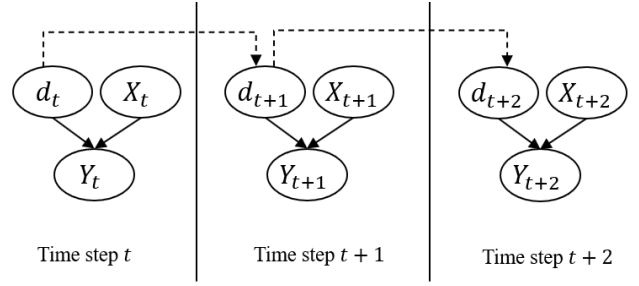 d_t X_t d_{t+1} X_{t+1} d_{t+2} X_{t+2}
Y_t Y_{t+1} Y_{t+2}
Time step t Time step t + 1 Time step t + 2